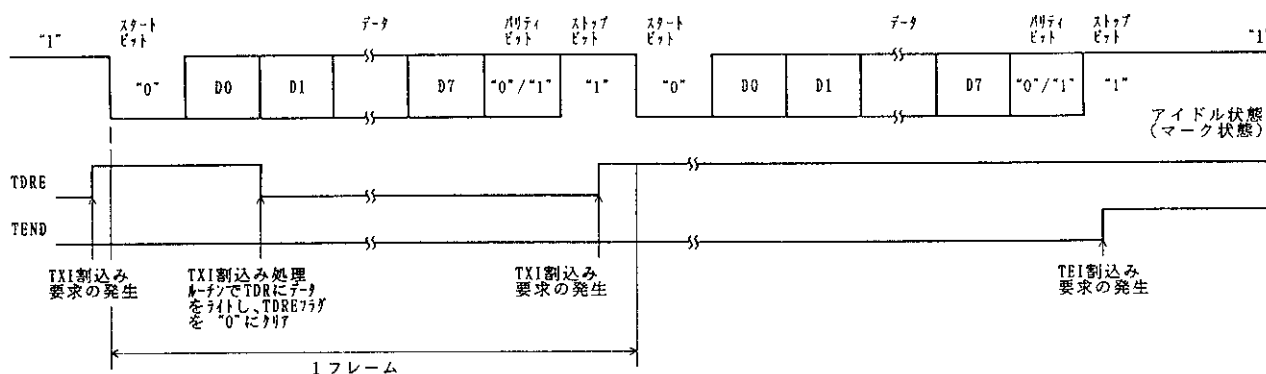 スタート
ビット
データ
パリティ
ビット
ストップ
ビット
スタート
ビット
データ
パリティ
ビット
ストップ
ビット
"1"
"1"
"0"
D0
D1
D7
"0"/"1"
"1"
"0"
D0
D1
D7
"0"/"1"
"1"
アイドル状態
(マーク状態)
TDRE
TEND
TXI割込み
要求の発生
TXI割込み処理
ルーチンでTDRにデータ
をライトし、TDREフラグ
を "0"にクリア
TXI割込み
要求の発生
TEI割込み
要求の発生
1フレーム